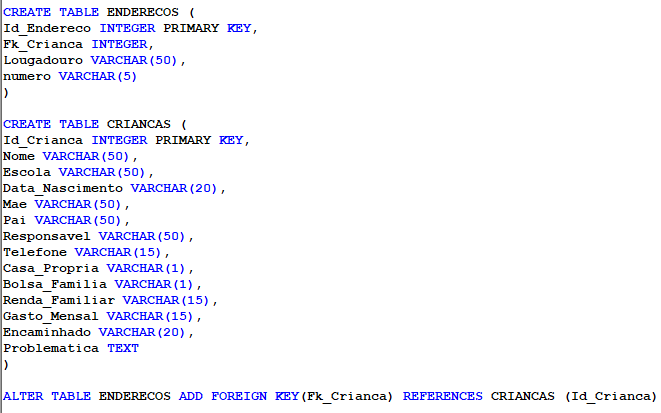 CREATE TABLE ENDERECOS (
Id_Endereco INTEGER PRIMARY KEY,
Fk_Crianca INTEGER,
Lougadouro VARCHAR(50),
numero VARCHAR(5)
)
CREATE TABLE CRIANCAS (
Id_Crianca INTEGER PRIMARY KEY,
Nome VARCHAR(50),
Escola VARCHAR(50),
Data_Nascimento VARCHAR(20),
Mae VARCHAR(50),
Pai VARCHAR(50),
Responsavel VARCHAR(50),
Telefone VARCHAR(15),
Casa_Propria VARCHAR(1),
Bolsa_Familia VARCHAR(1),
Renda_Familiar VARCHAR(15),
Gasto_Mensal VARCHAR(15),
Encaminhado VARCHAR(20),
Problematica TEXT
)
ALTER TABLE ENDERECOS ADD FOREIGN KEY(Fk_Crianca) REFERENCES CRIANCAS (Id_Crianca)